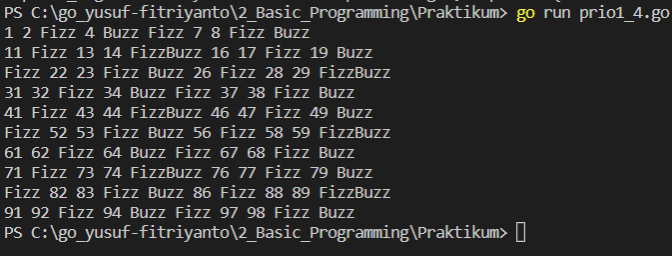 PS C:\go_yusuf-fitriyanto\2_Basic_Programming\Praktikum> go run prio1_4.go
1 2 Fizz 4 Buzz Fizz 7 8 Fizz Buzz
11 Fizz 13 14 FizzBuzz 16 17 Fizz 19 Buzz
Fizz 22 23 Fizz Buzz 26 Fizz 28 29 FizzBuzz
31 32 Fizz 34 Buzz Fizz 37 38 Fizz Buzz
41 Fizz 43 44 FizzBuzz 46 47 Fizz 49 Buzz
Fizz 52 53 Fizz Buzz 56 Fizz 58 59 FizzBuzz
61 62 Fizz 64 Buzz Fizz 67 68 Fizz Buzz
71 Fizz 73 74 FizzBuzz 76 77 Fizz 79 Buzz
Fizz 82 83 Fizz Buzz 86 Fizz 88 89 FizzBuzz
91 92 Fizz 94 Buzz Fizz 97 98 Fizz Buzz
PS C:\go_yusuf-fitriyanto\2_Basic_Programming\Praktikum>